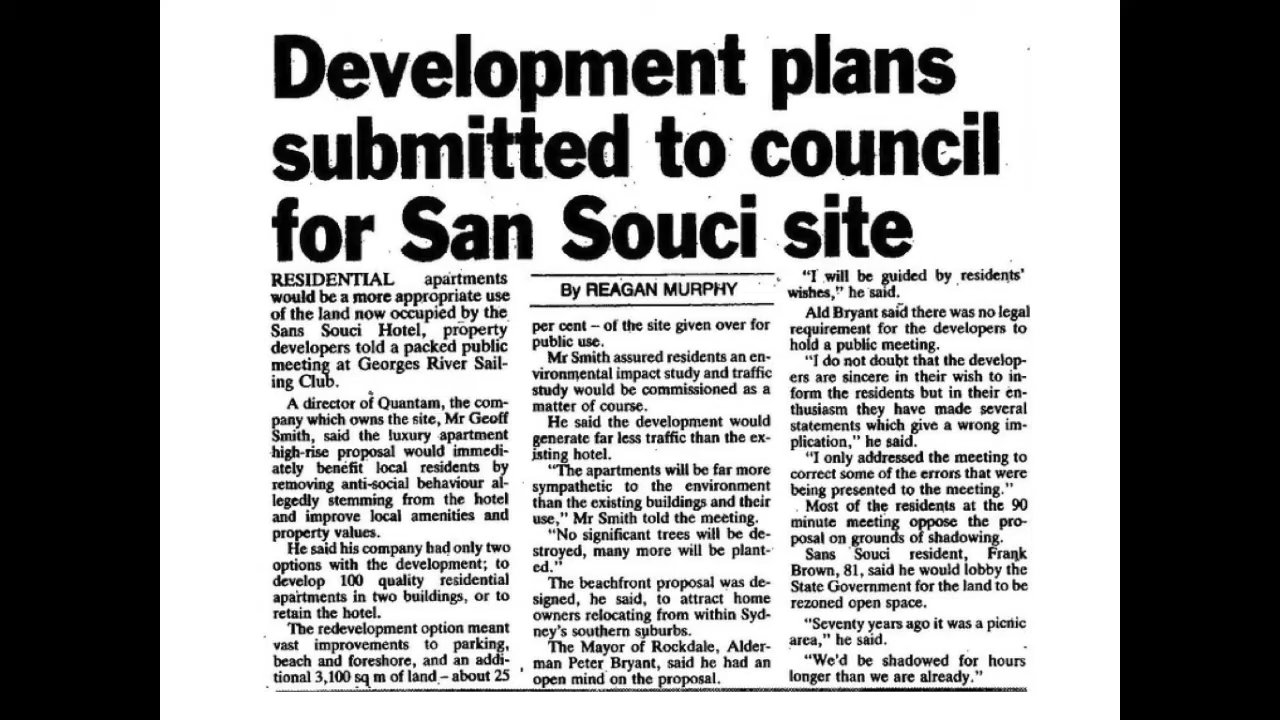 Development plans
submitted to council
for San Souci site
RESIDENTIAL apartments
would be a more appropriate use
of the land now occupied by the
Sans Souci Hotel, property
developers told a packed public
meeting at Georges River Sail-
ing Club.
A director of Quantam, the com-
pany which owns the site, Mr Geoff
Smith, said the luxury apartment
high-rise proposal would immedi-
ately benefit local residents by
removing anti-social behaviour al-
legedly stemming from the hotel
and improve local amenities and
property values.
He said his company had only two
options with the development; to
develop 100 quality residential
apartments in two buildings, or to
retain the hotel.
The redevelopment option meant
vast improvements to parking,
beach and foreshore, and an addi-
tional 3,100 sq m of land – about 25
By REAGAN MURPHY
per cent – of the site given over for
public use.
Mr Smith assured residents an en-
vironmental impact study and traffic
study would be commissioned as a
matter of course.
He said the development would
generate far less traffic than the ex-
isting hotel.
"The apartments will be far more
sympathetic to the environment
than the existing buildings and their
use," Mr Smith told the meeting.
"No significant trees will be de-
stroyed, many more will be plant-
ed."
The beachfront proposal was de-
signed, he said, to attract home
owners relocating from within Syd-
ney's southern suburbs.
The Mayor of Rockdale, Alder-
man Peter Bryant, said he had an
open mind on the proposal.
"I will be guided by residents'
wishes," he said.
Ald Bryant said there was no legal
requirement for the developers to
hold a public meeting.
"I do not doubt that the develop-
ers are sincere in their wish to in-
form the residents but in their en-
thusiasm they have made several
statements which give a wrong im-
plication," he said.
"I only addressed the meeting to
correct some of the errors that were
being presented to the meeting."
Most of the residents at the 90
minute meeting oppose the pro-
posal on grounds of shadowing.
Sans Souci resident, Frank
Brown, 81, said he would lobby the
State Government for the land to be
rezoned open space.
"Seventy years ago it was a picnic
area," he said.
"We'd be shadowed for hours
longer than we are already."